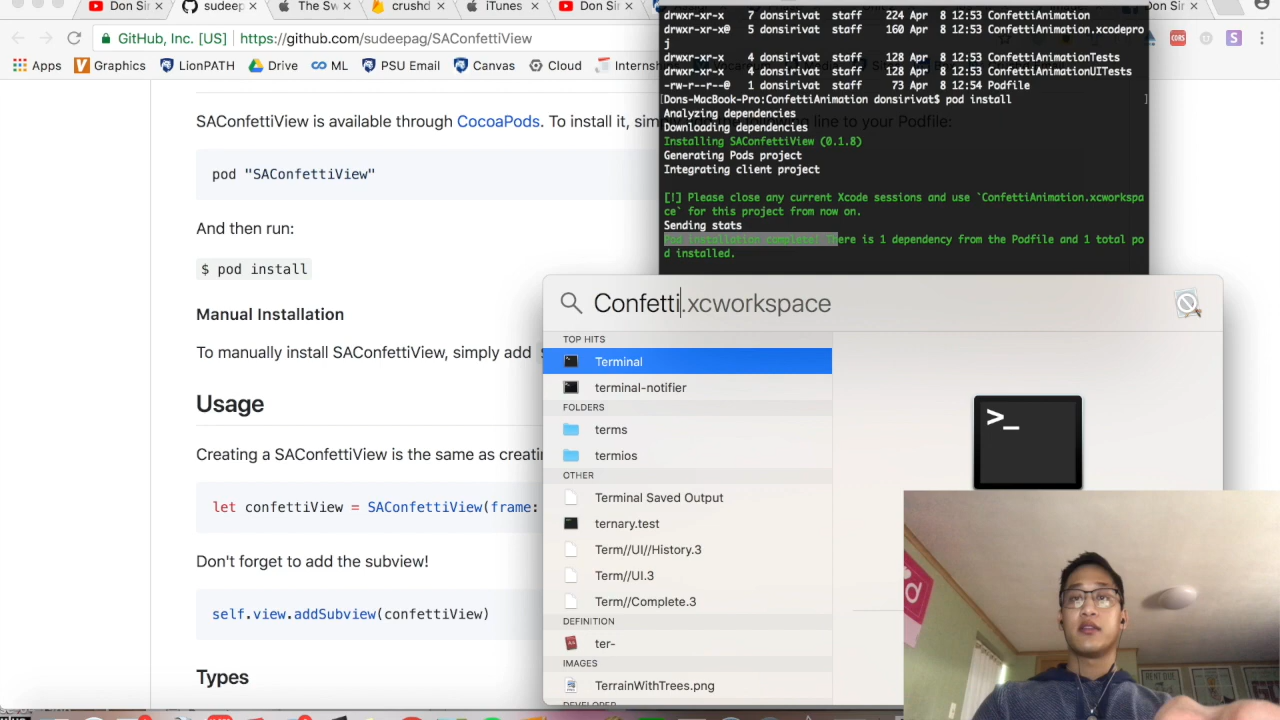 Don Sir
sudeep
The Sw
crushd
iTunes
Don Sir
Don Sir
GitHub, Inc. [US]
https://github.com/sudeepag/SAConfettiView
CORS
S
Apps
Graphics
LionPATH
Drive
ML
PSU Email
Canvas
Cloud
Internshi
SAConfettiView is available through CocoaPods. To install it, simp
line to your Podfile:
pod "SAConfettiView"
And then run:
$ pod install
Manual Installation
To manually install SAConfettiView, simply add
Usage
Creating a SAConfettiView is the same as creati
let confettiView = SAConfettiView(frame:
Don't forget to add the subview!
self.view.addSubview(confettiView)
Types
drwxr-xr-x 7 donsirivat staff 224 Apr 8 12:53 ConfettiAnimation
drwxr-xr-x@ 5 donsirivat staff 160 Apr 8 12:53 ConfettiAnimation.xcodepro
j
drwxr-xr-x 4 donsirivat staff 128 Apr 8 12:53 ConfettiAnimationTests
drwxr-xr-x 4 donsirivat staff 128 Apr 8 12:53 ConfettiAnimationUITests
-rw-r--r--@ 1 donsirivat staff 73 Apr 8 12:54 Podfile
[Dons-MacBook-Pro:ConfettiAnimation donsirivat$ pod install ]
Analyzing dependencies
Downloading dependencies
Installing SAConfettiView (0.1.8)
Generating Pods project
Integrating client project
[!] Please close any current Xcode sessions and use `ConfettiAnimation.xcworkspa
ce` for this project from now on.
Sending stats
Pod installation complete! There is 1 dependency from the Podfile and 1 total po
d installed.
Confetti.xcworkspace
TOP HITS
Terminal
terminal-notifier
FOLDERS
terms
termios
OTHER
Terminal Saved Output
ternary.test
Term//UI//History.3
Term//UI.3
Term//Complete.3
DEFINITION
ter-
IMAGES
TerrainWithTrees.png
DEVELOPER
>_